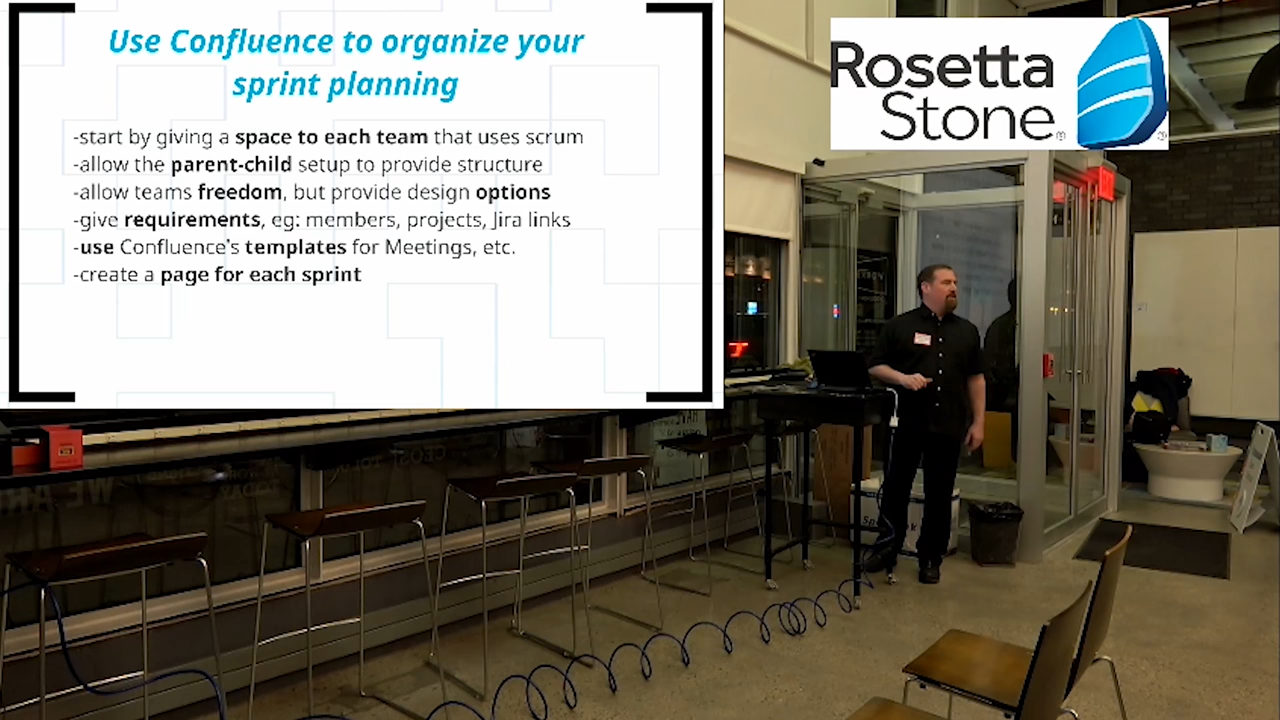 Use Confluence to organize your
sprint planning
-start by giving a space to each team that uses scrum
-allow the parent-child setup to provide structure
-allow teams freedom, but provide design options
-give requirements, eg: members, projects, Jira links
-use Confluence's templates for Meetings, etc.
-create a page for each sprint
Rosetta
Stone
EXIT